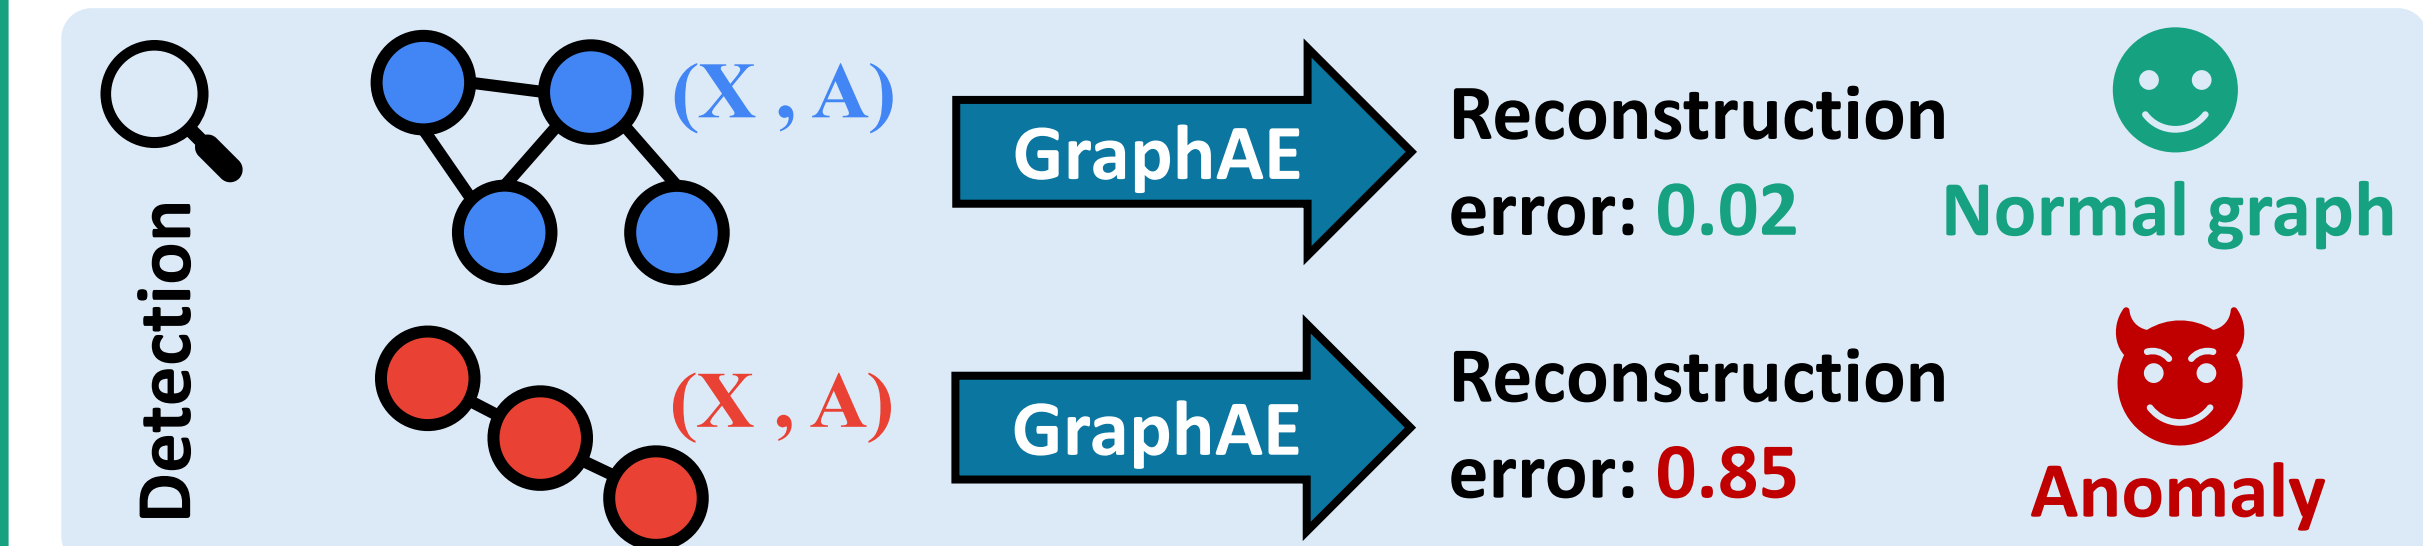 Detection
(X , A)
GraphAE
Reconstruction
error: 0.02
Normal graph
(X , A)
GraphAE
Reconstruction
error: 0.85
Anomaly